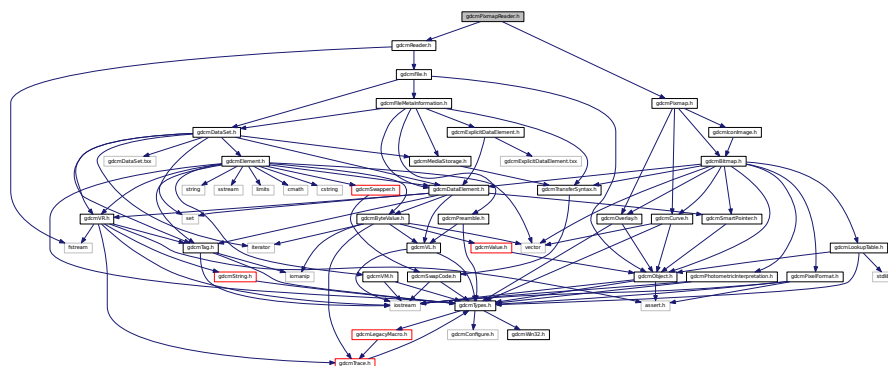 gdcmPixmapReader.h
gdcmReader.h
gdcmFile.h
gdcmFileMetaInformation.h
gdcmPixmap.h
gdcmDataSet.h
gdcmExplicitDataElement.h
gdcmIconImage.h
gdcmDataSet.txx
gdcmElement.h
gdcmMediaStorage.h
gdcmExplicitDataElement.txx
gdcmBitmap.h
string
sstream
limits
cmath
cstring
gdcmSwapper.h
gdcmDataElement.h
gdcmTransferSyntax.h
gdcmVR.h
set
gdcmByteValue.h
gdcmPreamble.h
gdcmOverlay.h
gdcmCurve.h
gdcmSmartPointer.h
fstream
gdcmTag.h
iterator
gdcmVL.h
gdcmValue.h
vector
gdcmLookupTable.h
gdcmString.h
iomanip
gdcmVM.h
gdcmSwapCode.h
gdcmObject.h
gdcmPhotometricInterpretation.h
gdcmPixelFormat.h
iostream
gdcmTypes.h
assert.h
gdcmLegacyMacro.h
gdcmConfigure.h
gdcmWin32.h
gdcmTrace.h